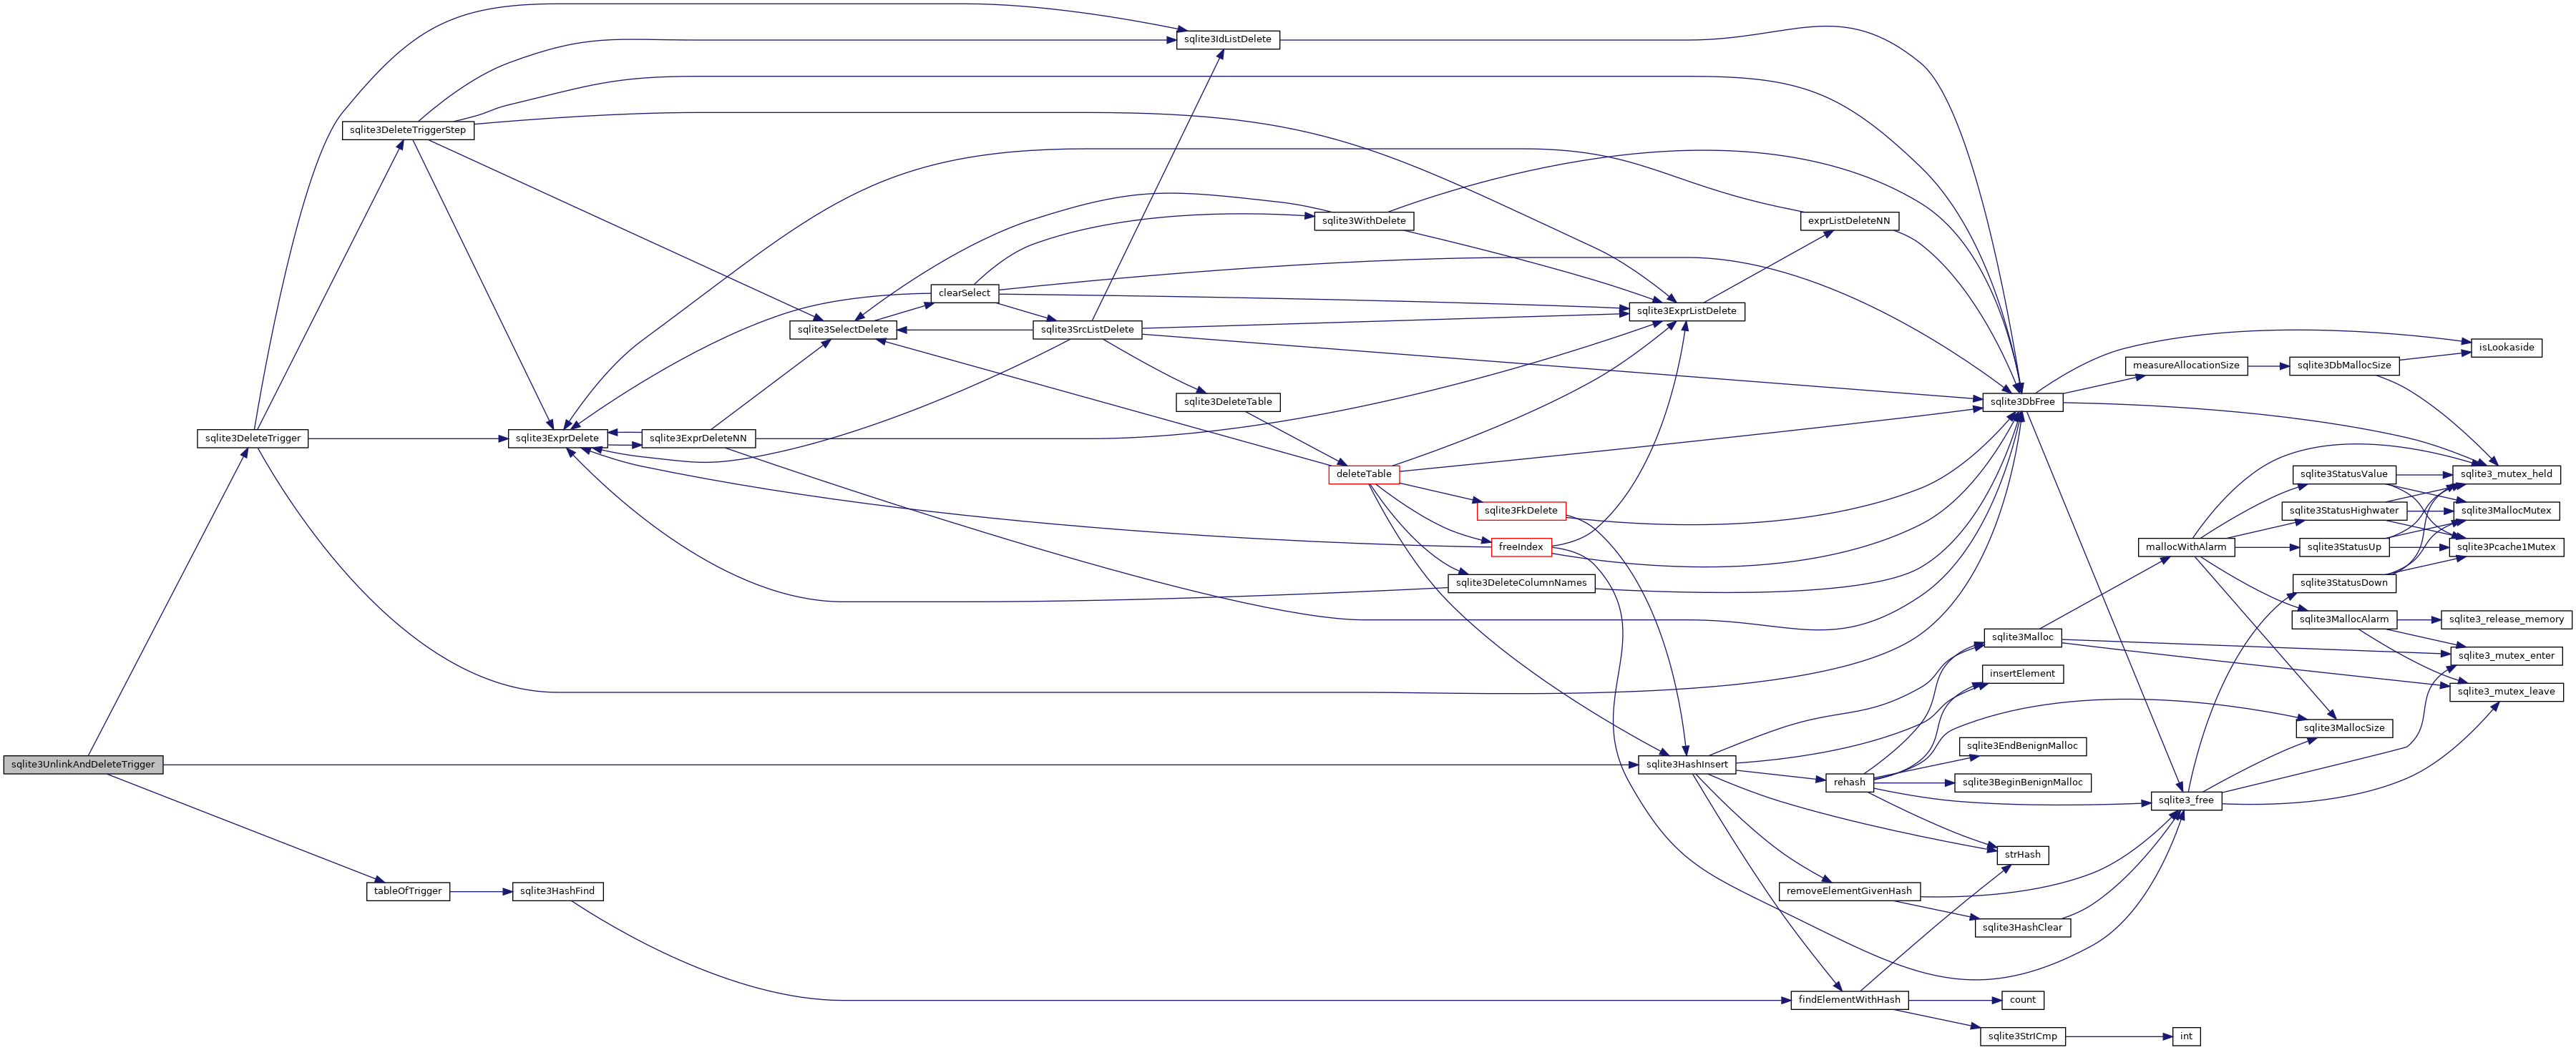 sqlite3IdListDelete
sqlite3DeleteTriggerStep
sqlite3WithDelete
exprListDeleteNN
clearSelect
sqlite3ExprListDelete
sqlite3SelectDelete
sqlite3SrcListDelete
isLookaside
measureAllocationSize
sqlite3DbMallocSize
sqlite3DeleteTable
sqlite3DbFree
sqlite3DeleteTrigger
sqlite3ExprDelete
sqlite3ExprDeleteNN
deleteTable
sqlite3StatusValue
sqlite3_mutex_held
sqlite3FkDelete
sqlite3StatusHighwater
sqlite3MallocMutex
freeIndex
mallocWithAlarm
sqlite3StatusUp
sqlite3Pcache1Mutex
sqlite3DeleteColumnNames
sqlite3StatusDown
sqlite3MallocAlarm
sqlite3_release_memory
sqlite3Malloc
sqlite3_mutex_enter
insertElement
sqlite3_mutex_leave
sqlite3MallocSize
sqlite3EndBenignMalloc
sqlite3UnlinkAndDeleteTrigger
sqlite3HashInsert
rehash
sqlite3BeginBenignMalloc
sqlite3_free
strHash
tableOfTrigger
sqlite3HashFind
removeElementGivenHash
sqlite3HashClear
findElementWithHash
count
sqlite3StrICmp
int